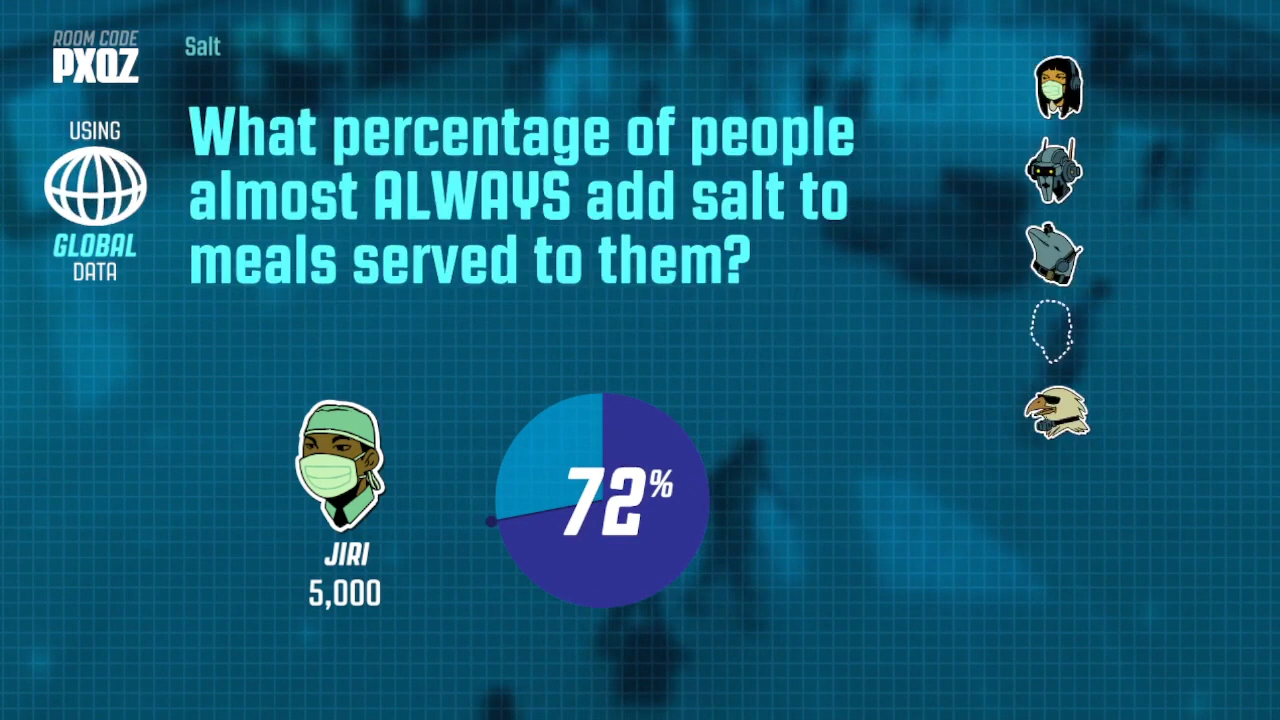 ROOM CODE
PXQZ
Salt
USING
GLOBAL
DATA
What percentage of people
almost ALWAYS add salt to
meals served to them?
72%
JIRI
5,000